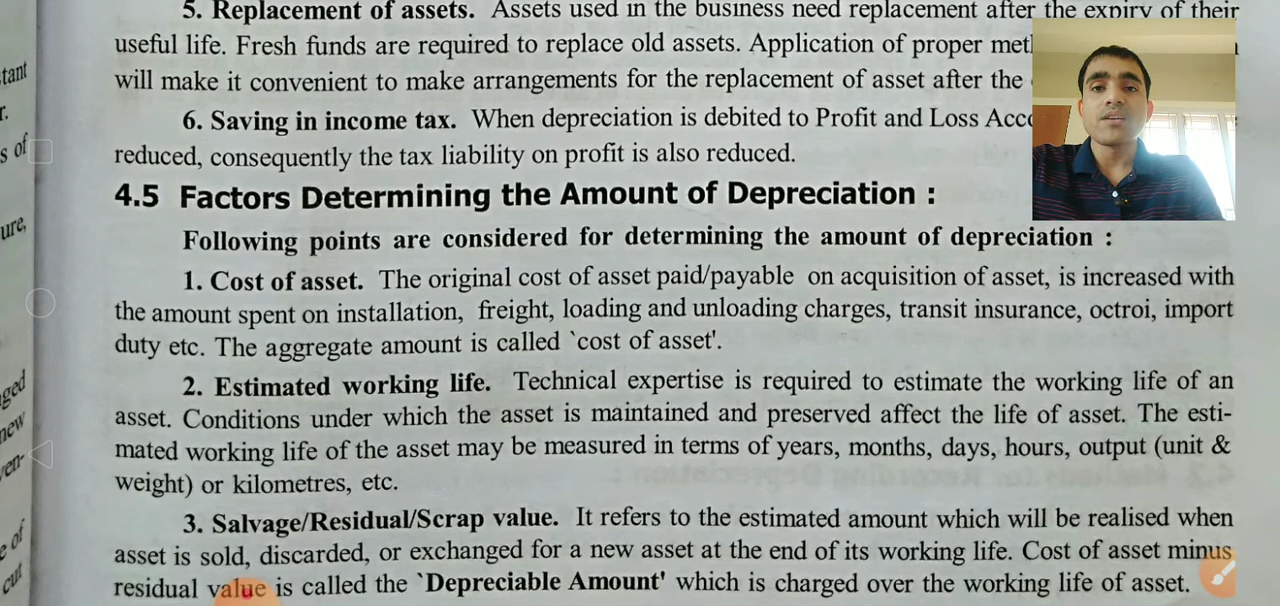 5. Replacement of assets. Assets used in the business need replacement after the expiry of their
useful life. Fresh funds are required to replace old assets. Application of proper
will make it convenient to make arrangements for the replacement of asset after the
6. Saving in income tax. When depreciation is debited to Profit and Loss
reduced, consequently the tax liability on profit is also reduced.
4.5 Factors Determining the Amount of Depreciation :
Following points are considered for determining the amount of depreciation :
1. Cost of asset. The original cost of asset paid/payable on acquisition of asset, is increased with
the amount spent on installation, freight, loading and unloading charges, transit insurance, octroi, import
duty etc. The aggregate amount is called `cost of asset'.
2. Estimated working life. Technical expertise is required to estimate the working life of an
asset. Conditions under which the asset is maintained and preserved affect the life of asset. The esti-
mated working life of the asset may be measured in terms of years, months, days, hours, output (unit &
weight) or kilometres, etc.
3. Salvage/Residual/Scrap value. It refers to the estimated amount which will be realised when
asset is sold, discarded, or exchanged for a new asset at the end of its working life. Cost of asset minus
residual value is called the `Depreciable Amount' which is charged over the working life of asset.